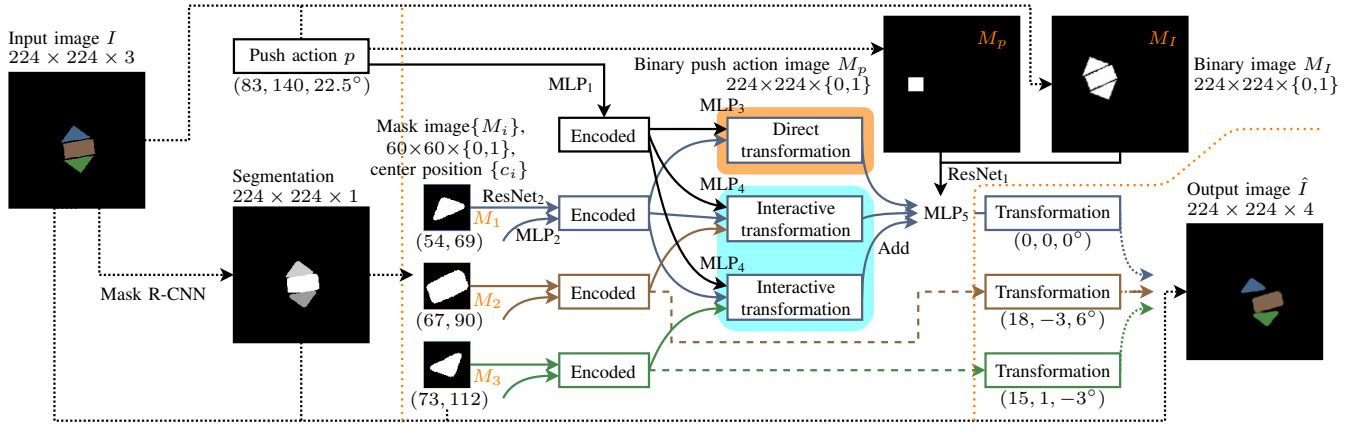 Input image I
224 × 224 × 3
Push action p
(83, 140, 22.5°)
MLP₁
Mask R-CNN
Segmentation
224 × 224 × 1
Mask image{Mᵢ},
60×60×{0,1},
center position {cᵢ}
ResNet₂
M₁
MLP₂
(54, 69)
M₂
(67, 90)
M₃
(73, 112)
Encoded
Encoded
Encoded
Encoded
MLP₃
Direct
transformation
MLP₄
Interactive
transformation
MLP₄
Interactive
transformation
Add
Binary push action image Mₚ
224×224×{0,1}
Mₚ
M_I
Binary image M_I
224×224×{0,1}
ResNet₁
MLP₅
Transformation
(0, 0, 0°)
Transformation
(18, −3, 6°)
Transformation
(15, 1, −3°)
Output image Î
224 × 224 × 4